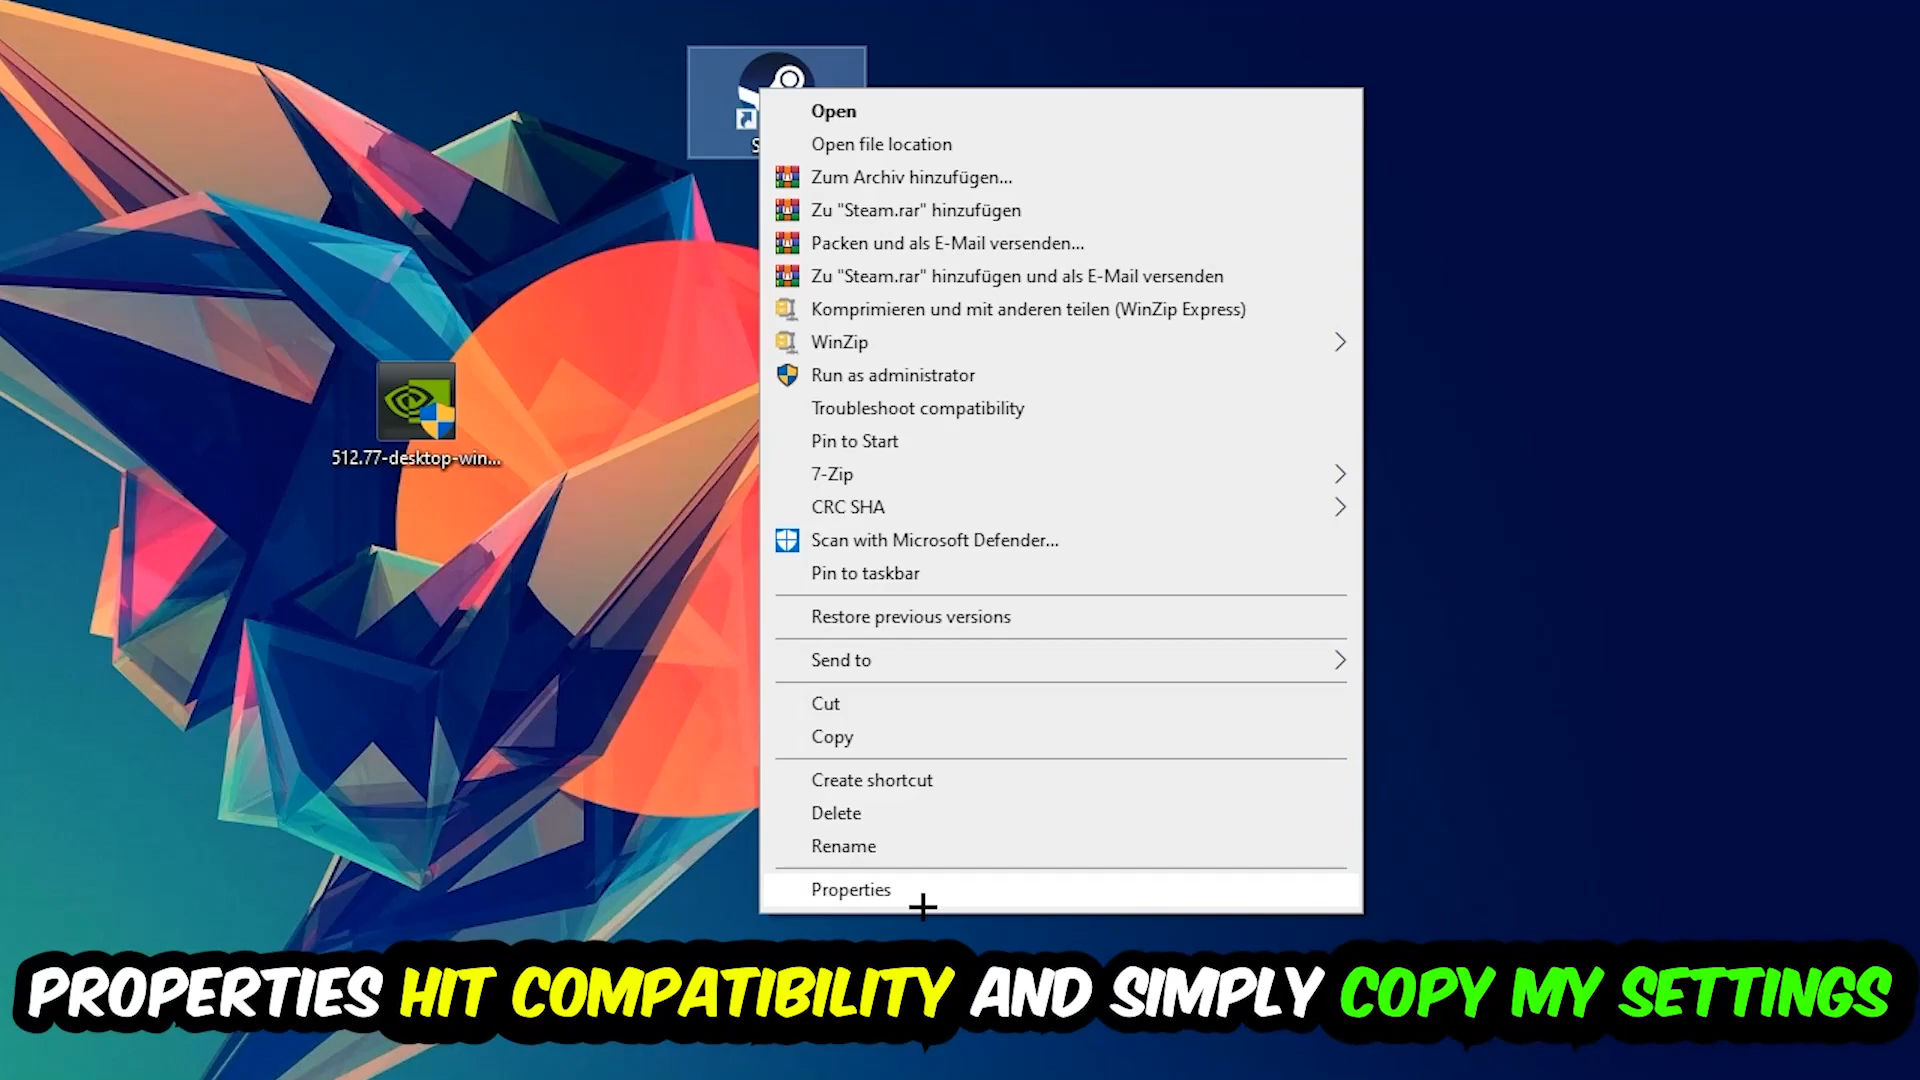 S
Open
Open file location
Zum Archiv hinzufügen...
Zu "Steam.rar" hinzufügen
Packen und als E-Mail versenden...
Zu "Steam.rar" hinzufügen und als E-Mail versenden
Komprimieren und mit anderen teilen (WinZip Express)
WinZip
Run as administrator
Troubleshoot compatibility
Pin to Start
7-Zip
CRC SHA
Scan with Microsoft Defender...
Pin to taskbar
Restore previous versions
Send to
Cut
Copy
Create shortcut
Delete
Rename
Properties
512.77-desktop-win...
PROPERTIES HIT COMPATIBILITY AND SIMPLY COPY MY SETTINGS